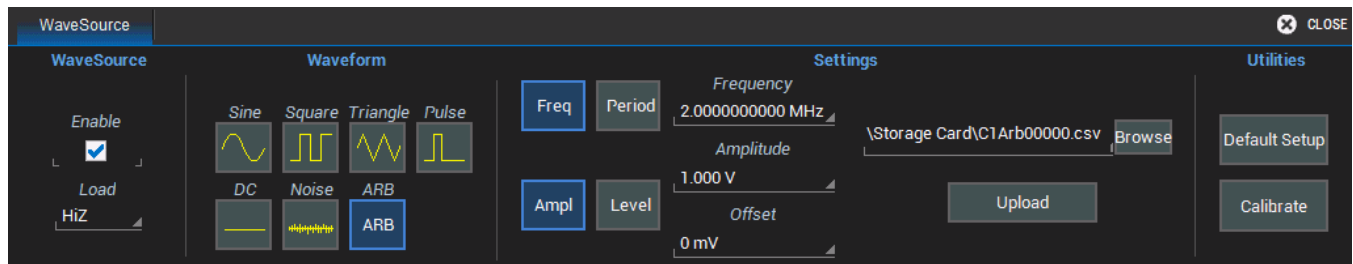 WaveSource
CLOSE
WaveSource
Waveform
Settings
Utilities
Enable
Load
HiZ
Sine Square Triangle Pulse
DC Noise ARB
ARB
Freq Period
Ampl Level
Frequency
2.0000000000 MHz
Amplitude
1.000 V
Offset
0 mV
\Storage Card\C1Arb00000.csv Browse
Upload
Default Setup
Calibrate